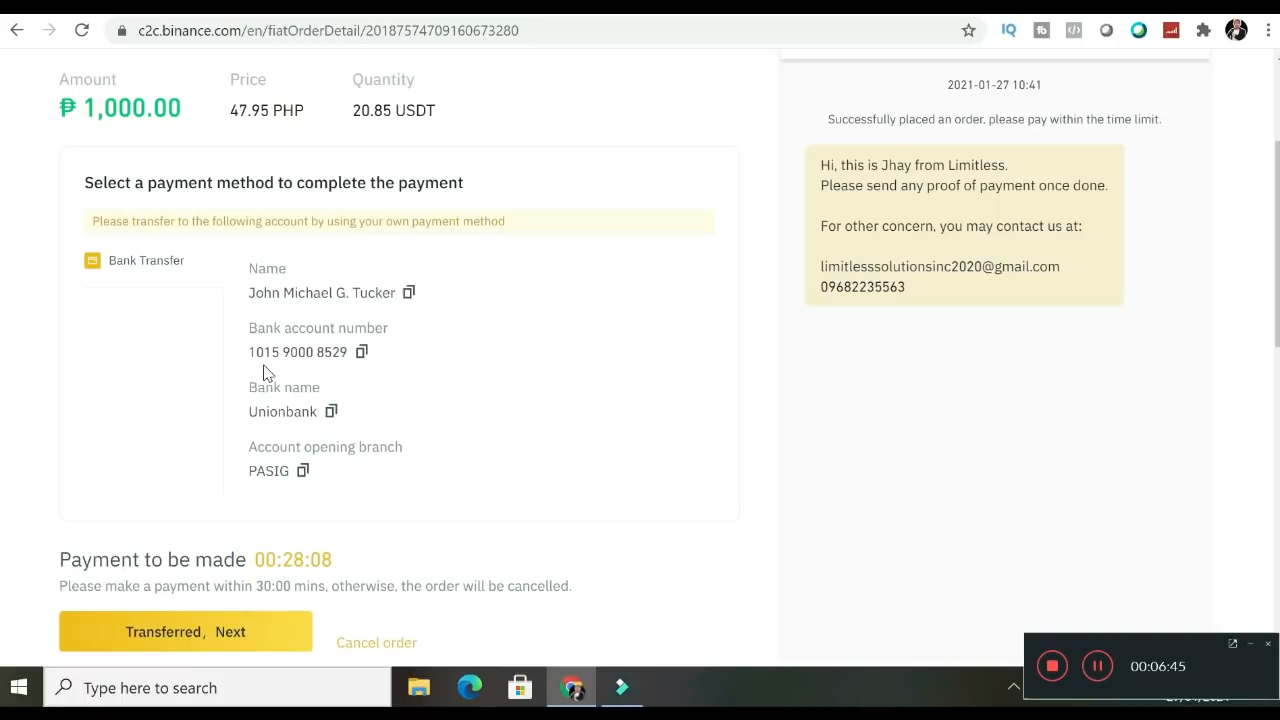 c2c.binance.com/en/fiatOrderDetail/20187574709160673280
Amount Price Quantity
₱ 1,000.00 47.95 PHP 20.85 USDT
Select a payment method to complete the payment
Please transfer to the following account by using your own payment method
Bank Transfer
Name
John Michael G. Tucker
Bank account number
1015 9000 8529
Bank name
Unionbank
Account opening branch
PASIG
Payment to be made 00:28:08
Please make a payment within 30:00 mins, otherwise, the order will be cancelled.
Transferred, Next Cancel order
2021-01-27 10:41
Successfully placed an order. please pay within the time limit.
Hi, this is Jhay from Limitless.
Please send any proof of payment once done.
For other concern, you may contact us at:
limitlesssolutionsinc2020@gmail.com
09682235563
00:06:45
Type here to search